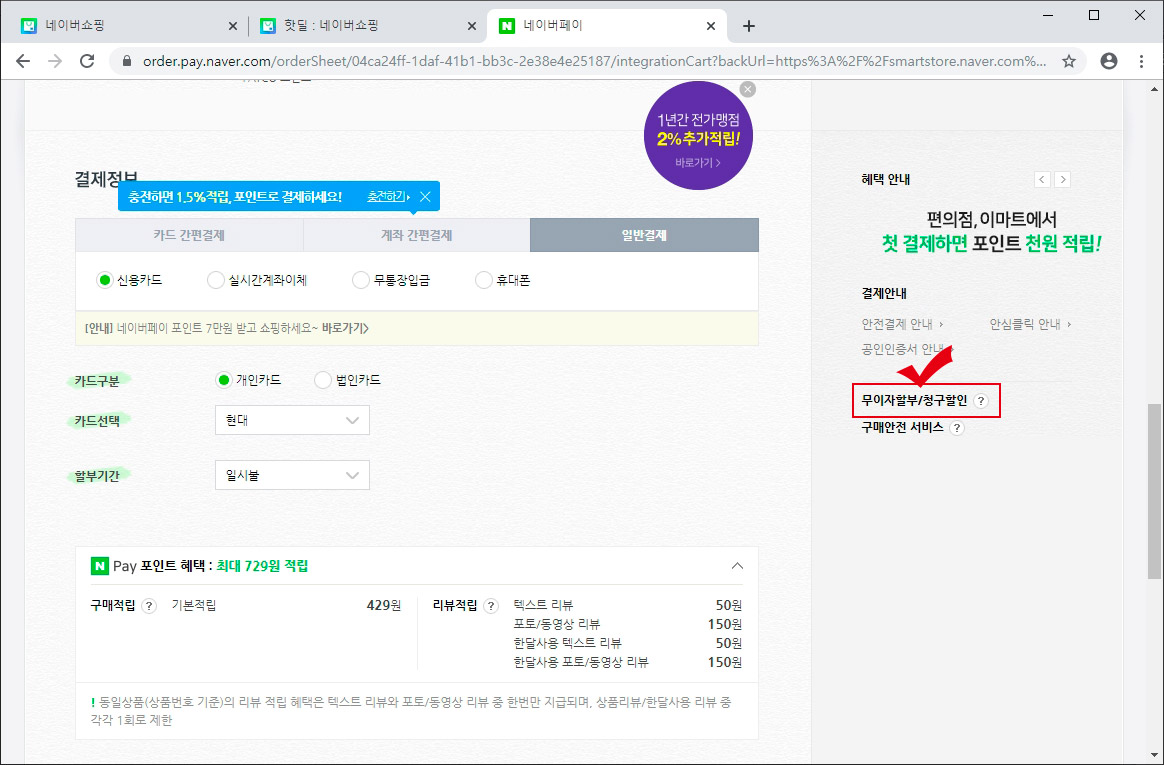 네이버쇼핑
핫딜 : 네이버쇼핑
N 네이버페이
order.pay.naver.com/orderSheet/04ca24ff-1daf-41b1-bb3c-2e38e4e25187/integrationCart?backUrl=https%3A%2F%2Fsmartstore.naver.com%...
1년간 전가맹점
2% 추가적립!
바로가기 >
결제정보
충전하면 1.5%적립, 포인트로 결제하세요! 충전하기
카드 간편결제 계좌 간편결제 일반결제
신용카드 실시간계좌이체 무통장입금 휴대폰
[안내] 네이버페이 포인트 7만원 받고 쇼핑하세요~ 바로가기>
카드구분 개인카드 법인카드
카드선택 현대
할부기간 일시불
N Pay 포인트 혜택 : 최대 729원 적립
구매적립 ? 기본적립 429원
리뷰적립 ? 텍스트 리뷰 50원
포토/동영상 리뷰 150원
한달사용 텍스트 리뷰 50원
한달사용 포토/동영상 리뷰 150원
! 동일상품(상품번호 기준)의 리뷰 적립 혜택은 텍스트 리뷰와 포토/동영상 리뷰 중 한번만 지급되며, 상품리뷰/한달사용 리뷰 중
각각 1회로 제한
혜택 안내
편의점,이마트에서
첫 결제하면 포인트 천원 적립!
결제안내
안전결제 안내 › 안심클릭 안내 ›
공인인증서 안내 ›
무이자할부/청구할인 ?
구매안전 서비스 ?